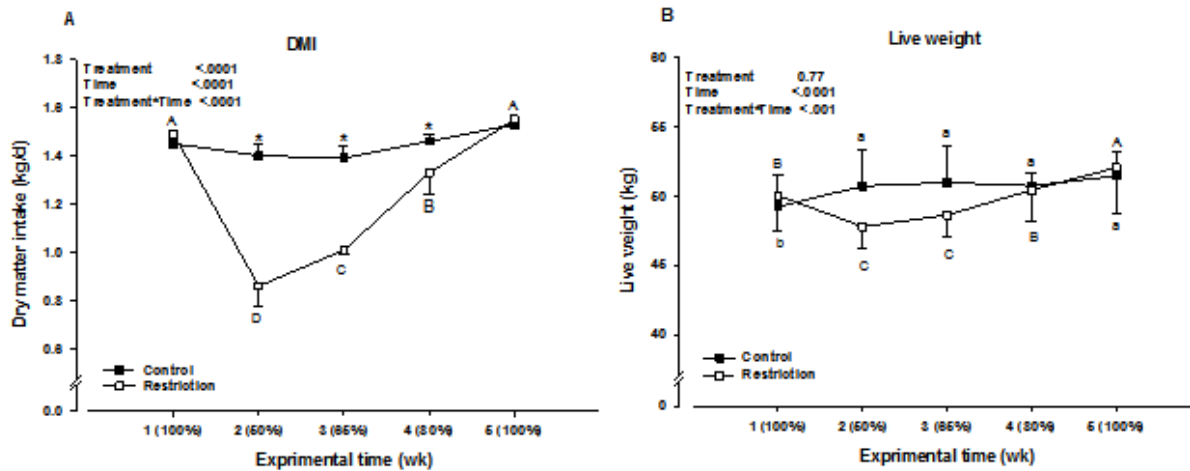 A
DMI
Treatment <.0001
Time <.0001
Treatment*Time <.0001
Dry matter intake (kg/d)
1.8
1.6
1.4
1.2
1.0
0.8
0.6
0.0
A
*
*
*
A
D
C
B
Control
Restriction
1 (100%) 2 (50%) 3 (65%) 4 (80%) 5 (100%)
Exprimental time (wk)
B
Live weight
Treatment 0.77
Time <.0001
Treatment*Time <.001
Live weight (kg)
60
55
50
45
40
0
B
a
a
a
A
b
C
C
B
a
Control
Restriction
1 (100%) 2 (50%) 3 (65%) 4 (80%) 5 (100%)
Exprimental time (wk)